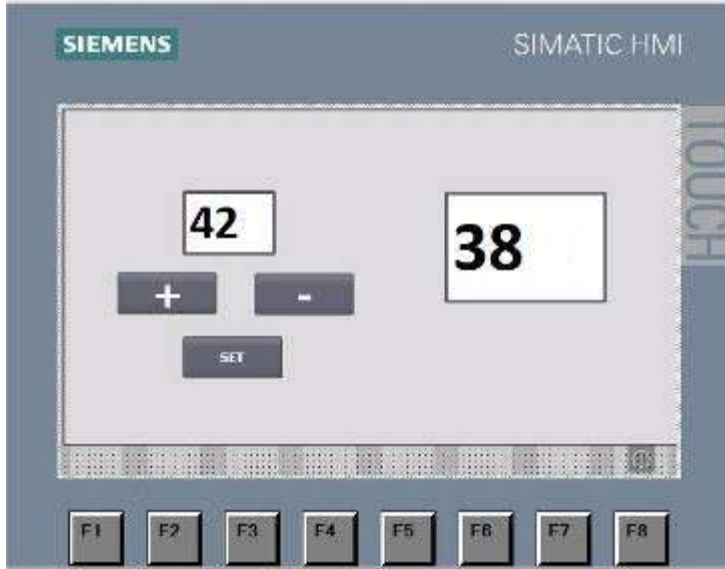 SIEMENS
SIMATIC HMI
TOUCH
42
38
+ -
SET
F1 F2 F3 F4 F5 F6 F7 F8